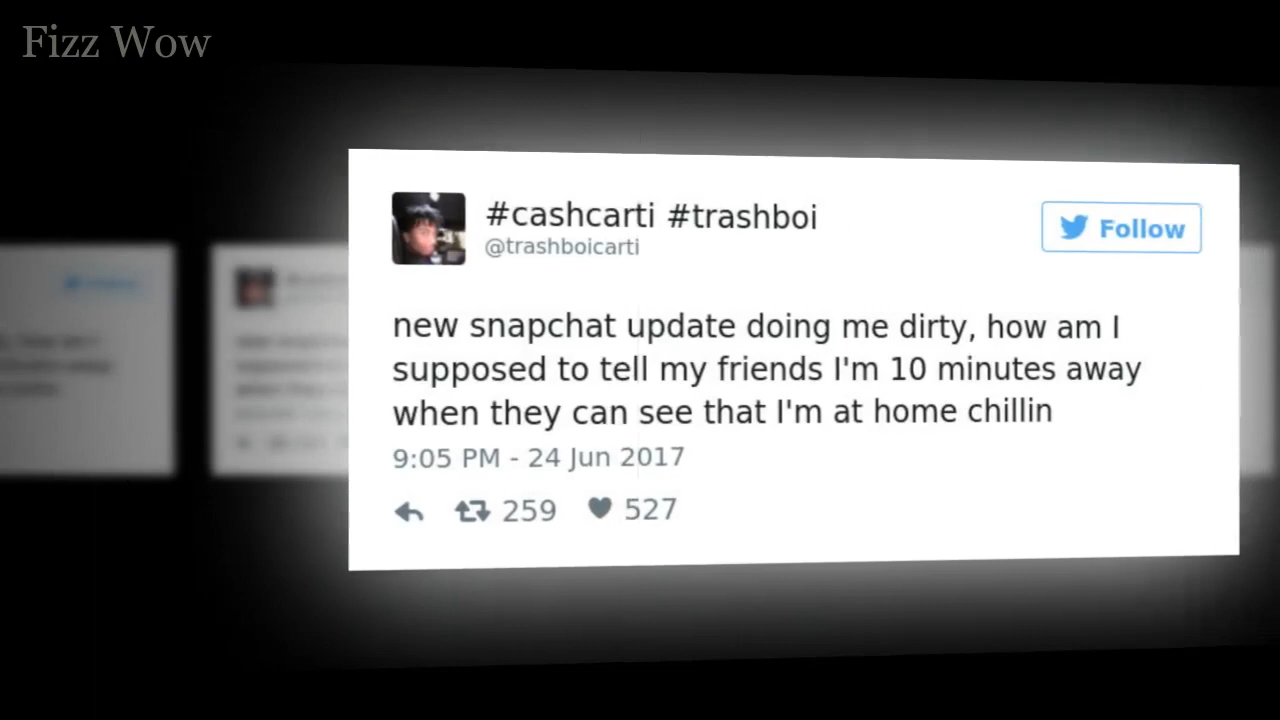 Fizz Wow
#cashcarti #trashboi
@trashboicarti
Follow
new snapchat update doing me dirty, how am I
supposed to tell my friends I'm 10 minutes away
when they can see that I'm at home chillin
9:05 PM - 24 Jun 2017
259 527